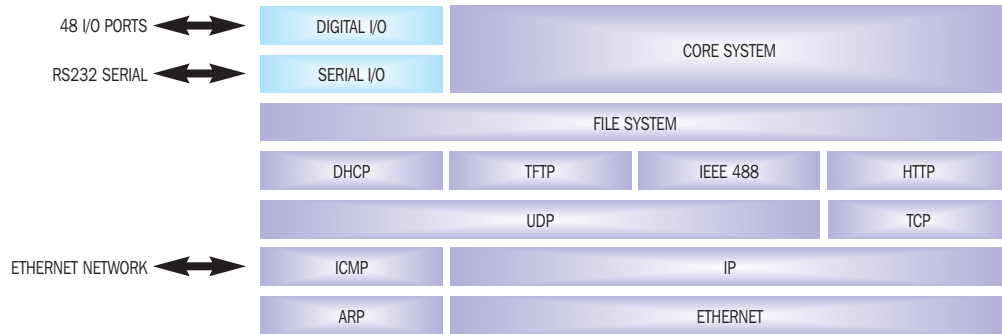 48 I/O PORTS
DIGITAL I/O
CORE SYSTEM
RS232 SERIAL
SERIAL I/O
FILE SYSTEM
DHCP
TFTP
IEEE 488
HTTP
UDP
TCP
ETHERNET NETWORK
ICMP
IP
ARP
ETHERNET